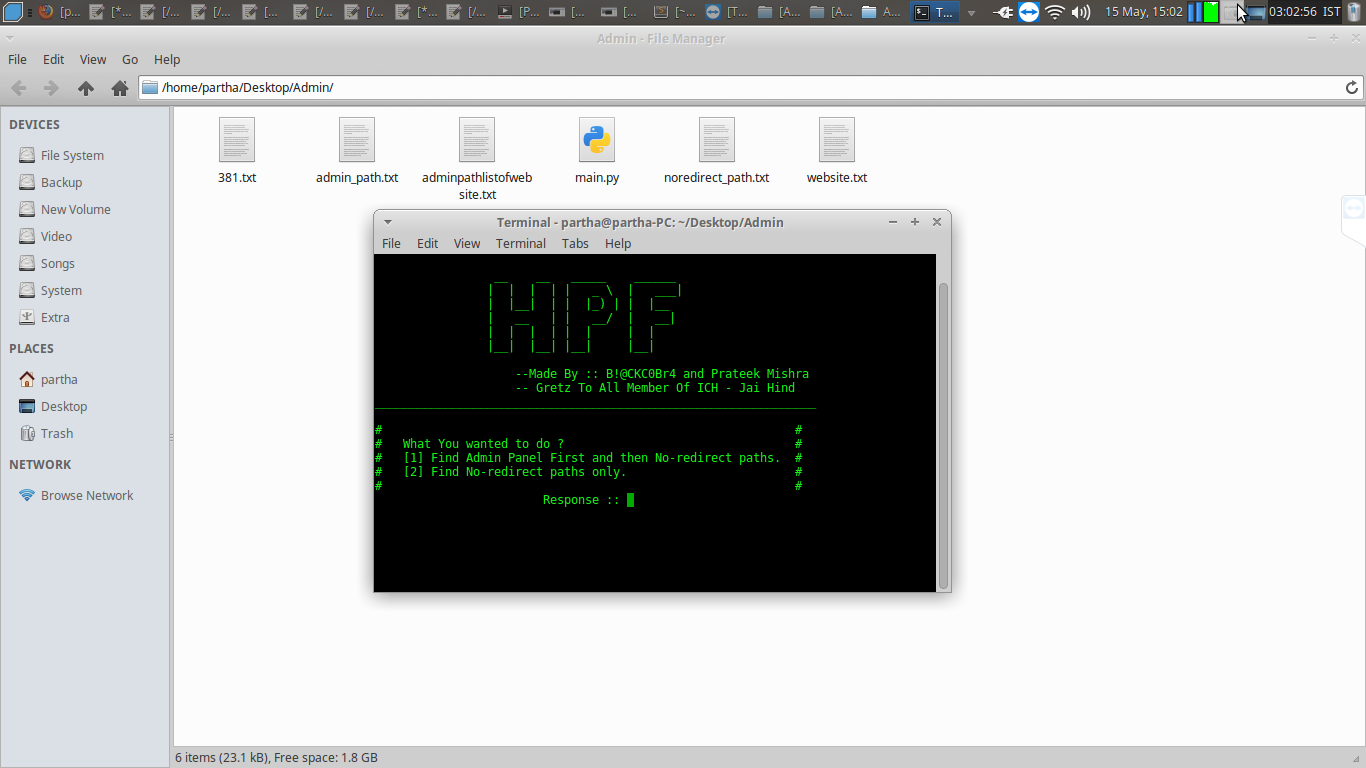 [p... [*... [/... [/... [/... [/... [/... [*... [/... [P... [... [... [~... [T... [A... [A... A... T... 15 May, 15:02 03:02:56 IST
Admin - File Manager
File Edit View Go Help
/home/partha/Desktop/Admin/
DEVICES
File System
Backup
New Volume
Video
Songs
System
Extra
PLACES
partha
Desktop
Trash
NETWORK
Browse Network
381.txt admin_path.txt adminpathlistofweb
site.txt main.py noredirect_path.txt website.txt
Terminal - partha@partha-PC: ~/Desktop/Admin
File Edit View Terminal Tabs Help
HPF
--Made By :: B!@CKC0Br4 and Prateek Mishra
-- Gretz To All Member Of ICH - Jai Hind
# #
# What You wanted to do ? #
# [1] Find Admin Panel First and then No-redirect paths. #
# [2] Find No-redirect paths only. #
# #
Response ::
6 items (23.1 kB), Free space: 1.8 GB